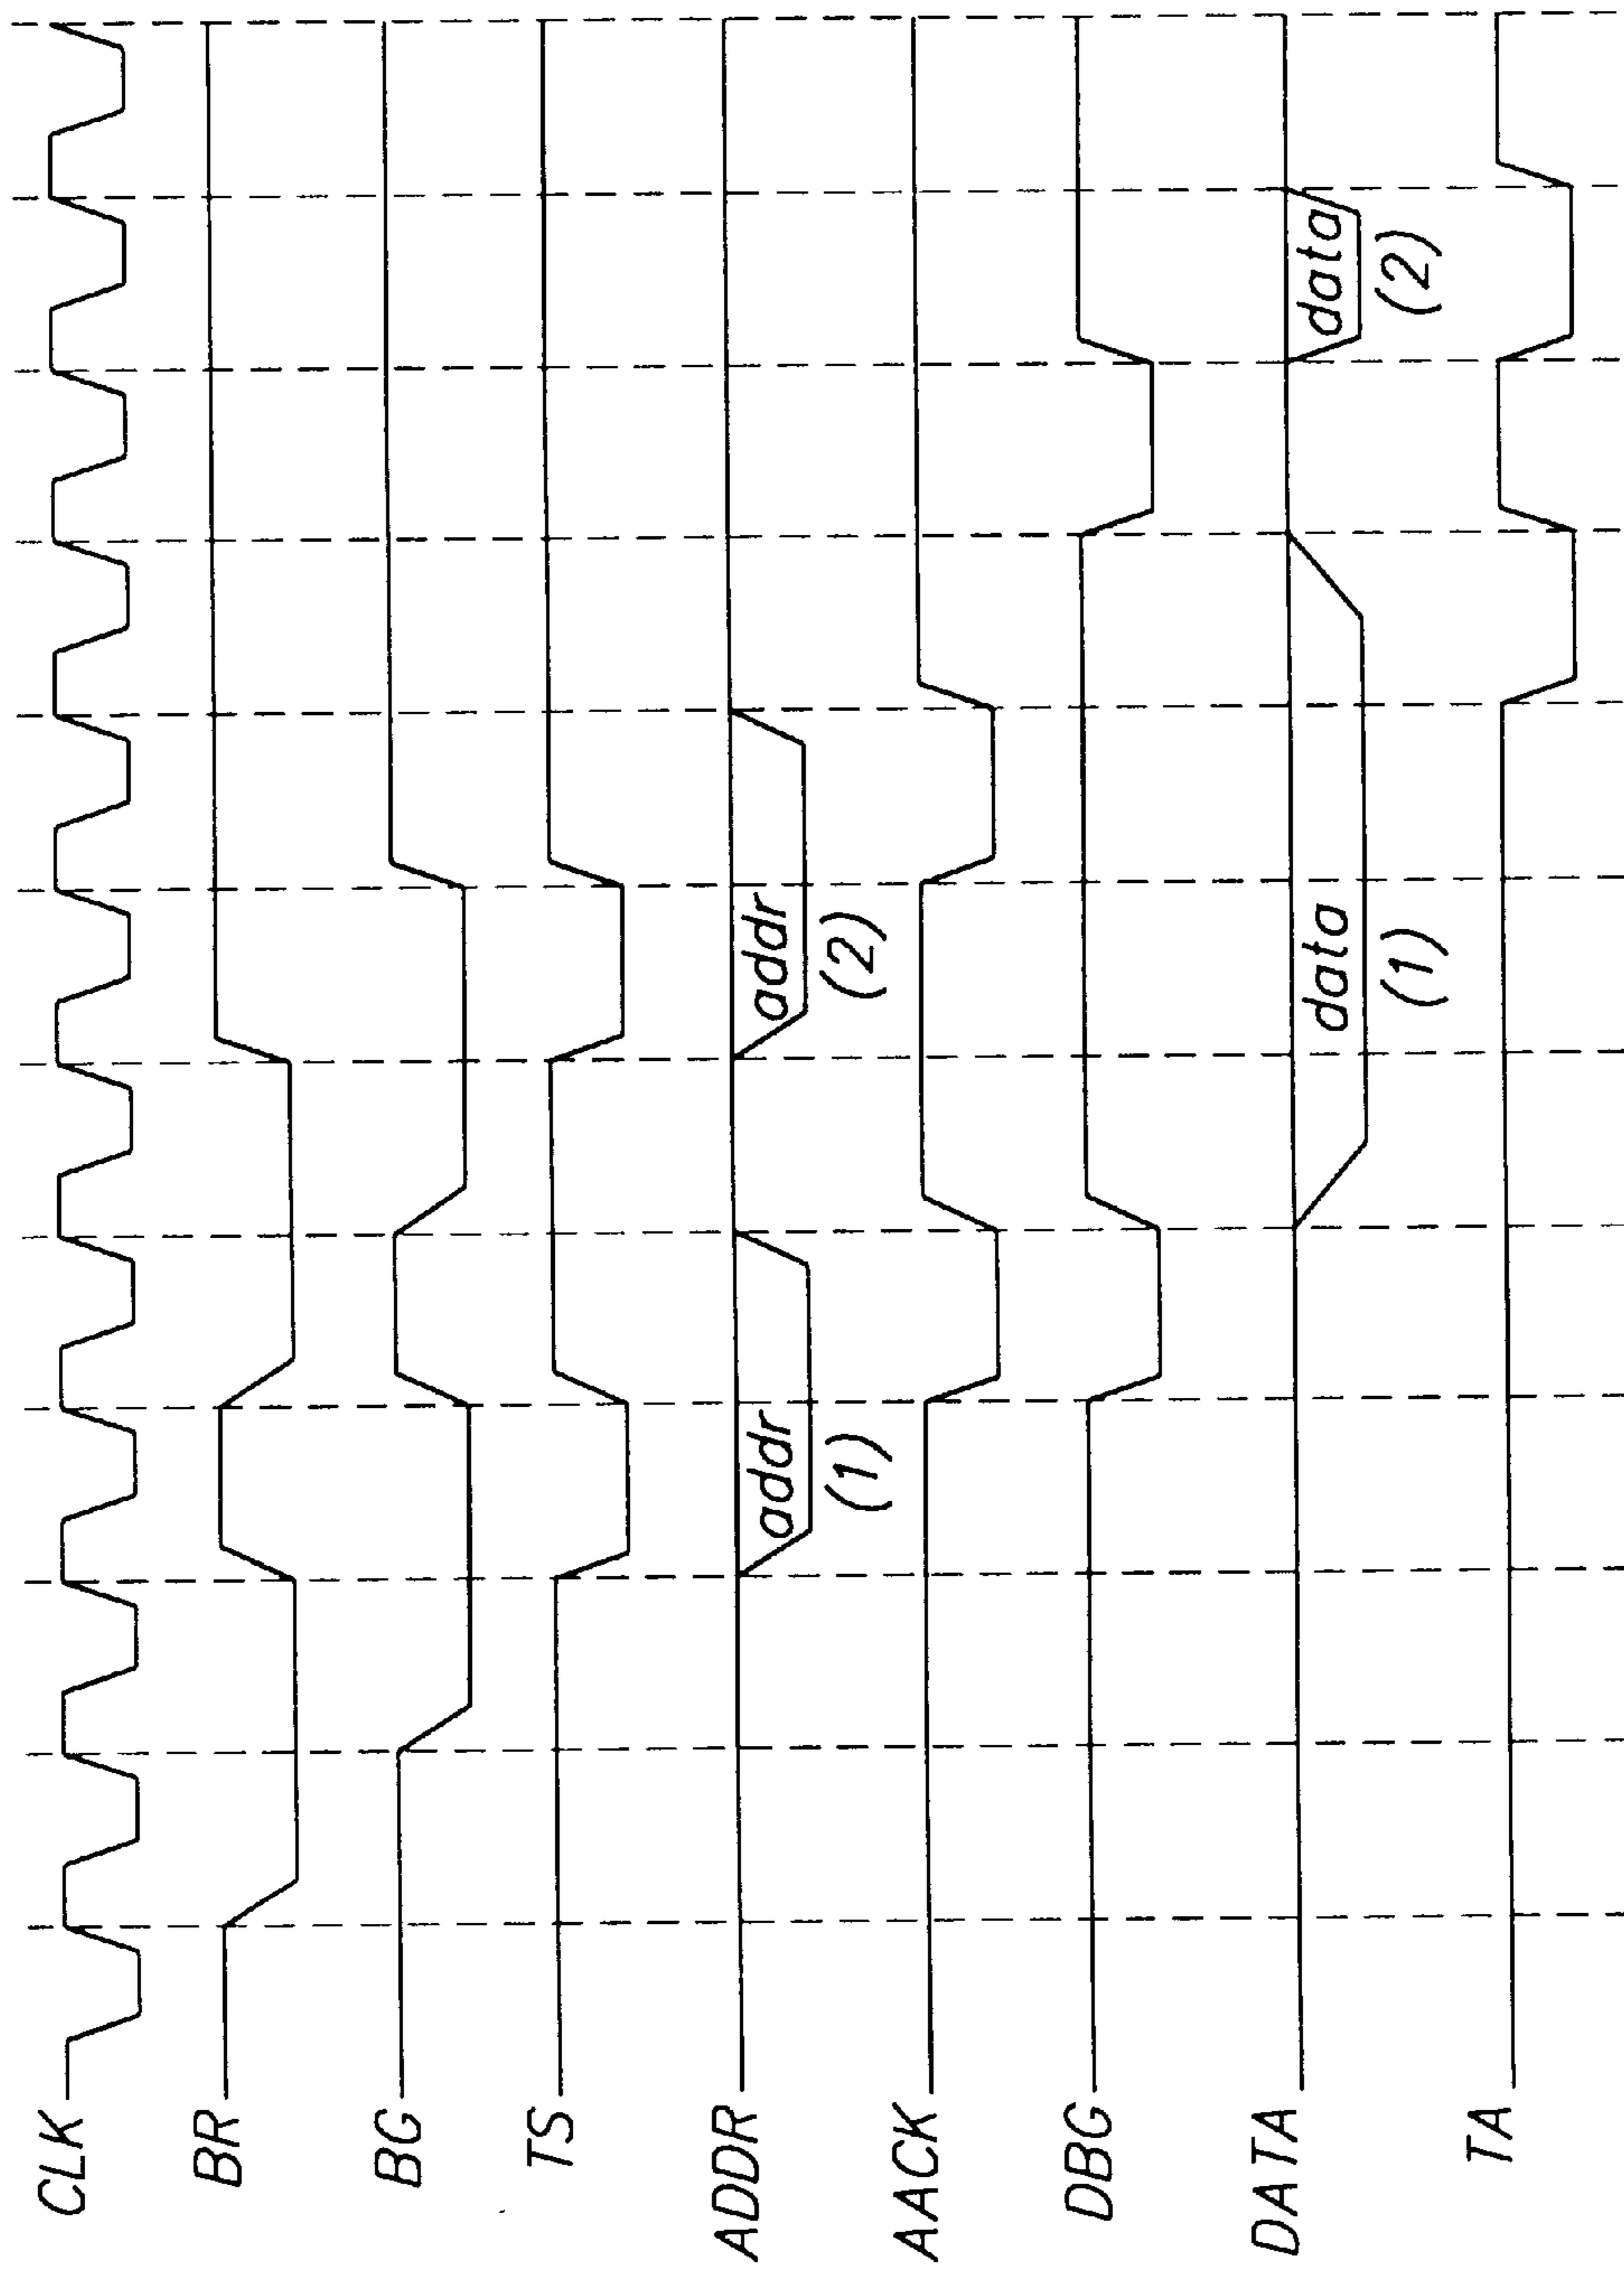 CLK
BR
BG
TS
ADDR
addr
(1)
addr
(2)
AACK
DBG
DATA
data
(1)
data
(2)
TA